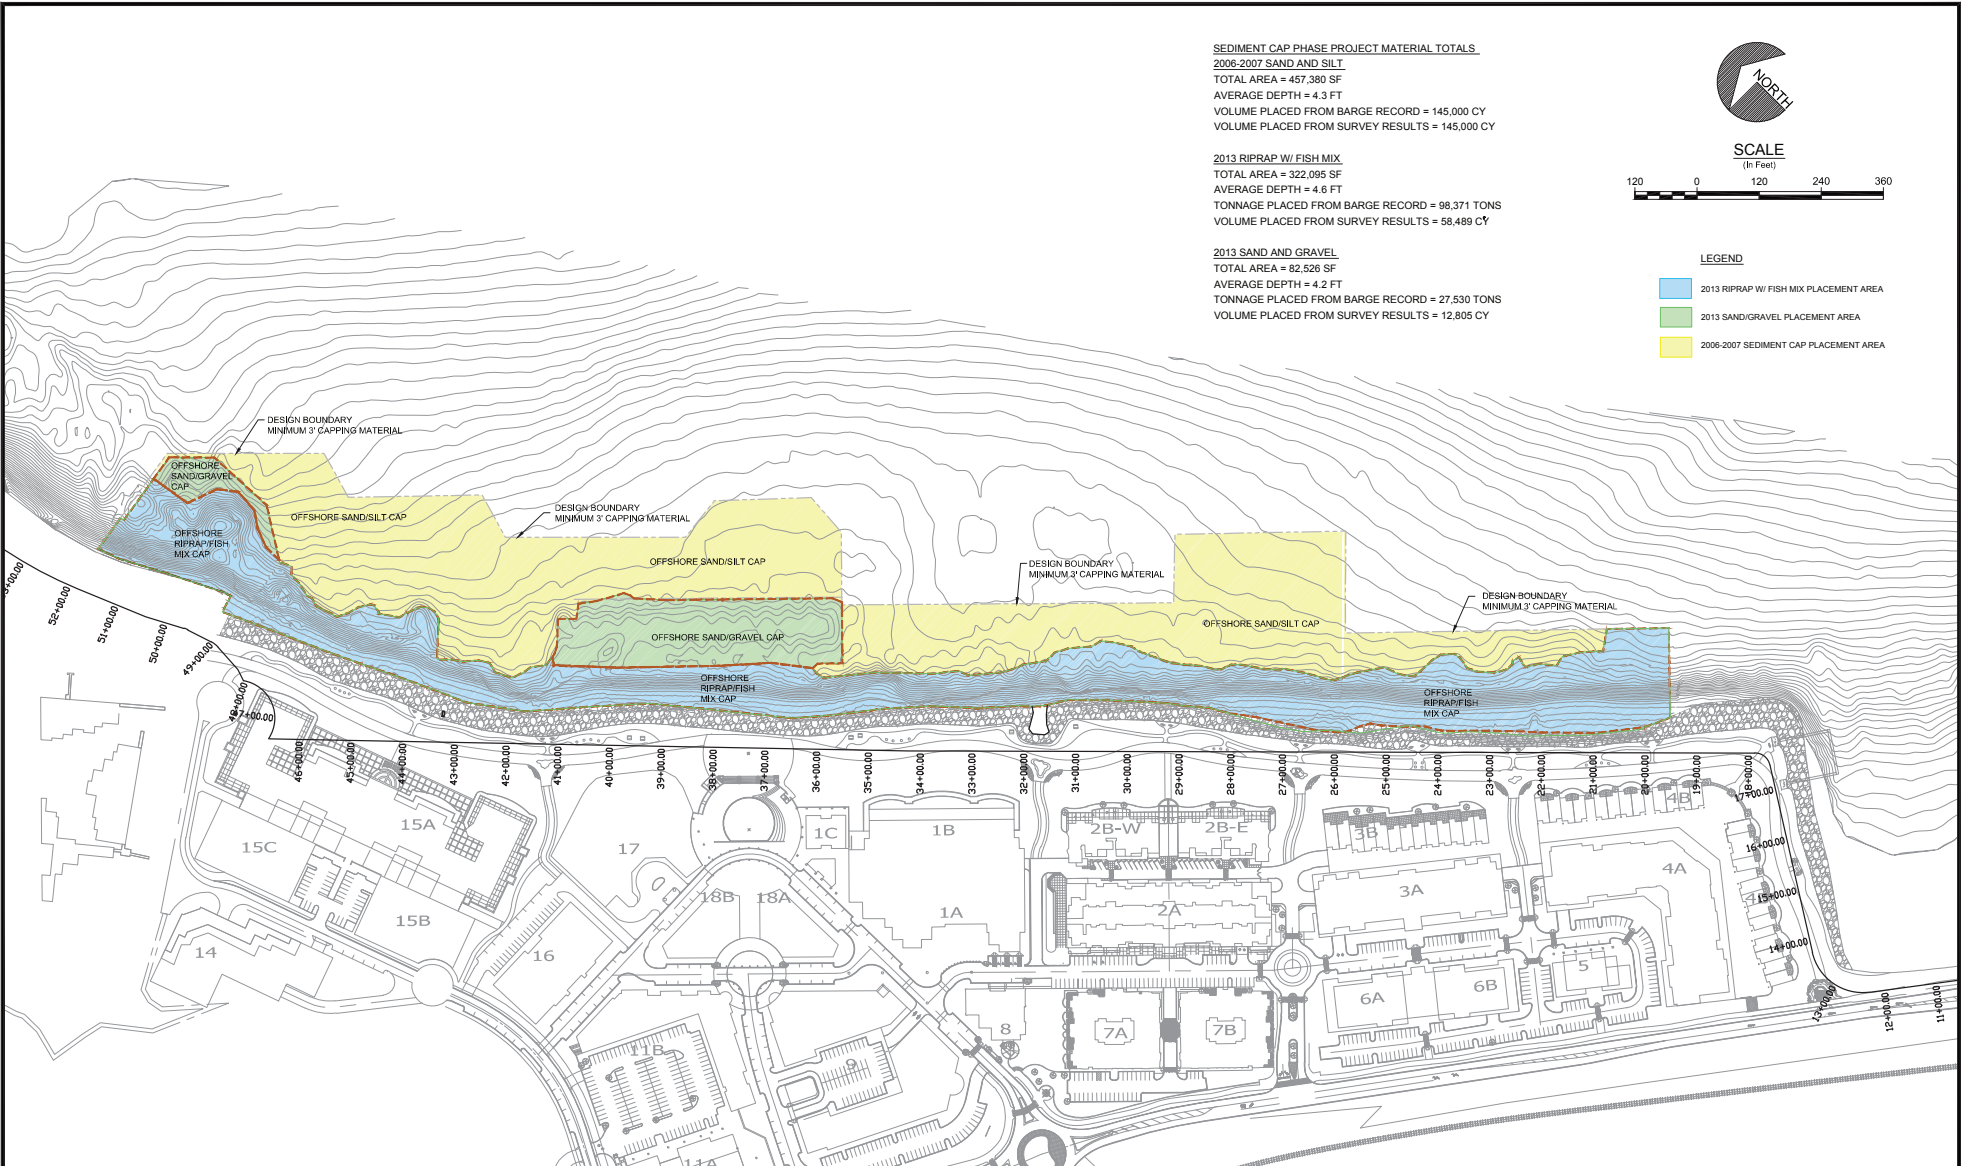 SEDIMENT CAP PHASE PROJECT MATERIAL TOTALS
2006-2007 SAND AND SILT
TOTAL AREA = 457,380 SF
AVERAGE DEPTH = 4.3 FT
VOLUME PLACED FROM BARGE RECORD = 145,000 CY
VOLUME PLACED FROM SURVEY RESULTS = 145,000 CY
2013 RIPRAP W/ FISH MIX
TOTAL AREA = 322,095 SF
AVERAGE DEPTH = 4.6 FT
TONNAGE PLACED FROM BARGE RECORD = 98,371 TONS
VOLUME PLACED FROM SURVEY RESULTS = 58,489 CY
2013 SAND AND GRAVEL
TOTAL AREA = 82,526 SF
AVERAGE DEPTH = 4.2 FT
TONNAGE PLACED FROM BARGE RECORD = 27,530 TONS
VOLUME PLACED FROM SURVEY RESULTS = 12,805 CY
NORTH
SCALE
(In Feet)
120 0 120 240 360
LEGEND
2013 RIPRAP W/ FISH MIX PLACEMENT AREA
2013 SAND/GRAVEL PLACEMENT AREA
2006-2007 SEDIMENT CAP PLACEMENT AREA
DESIGN BOUNDARY
MINIMUM 3' CAPPING MATERIAL
OFFSHORE
SAND/GRAVEL
CAP
OFFSHORE SAND/SILT CAP
OFFSHORE
RIPRAP/FISH
MIX CAP
DESIGN BOUNDARY
MINIMUM 3' CAPPING MATERIAL
OFFSHORE SAND/SILT CAP
DESIGN BOUNDARY
MINIMUM 3' CAPPING MATERIAL
DESIGN BOUNDARY
MINIMUM 3' CAPPING MATERIAL
OFFSHORE SAND/SILT CAP
OFFSHORE SAND/GRAVEL CAP
OFFSHORE
RIPRAP/FISH
MIX CAP
OFFSHORE
RIPRAP/FISH
MIX CAP
52+00.00
51+00.00
50+00.00
49+00.00
48+00.00
46+00.00
45+00.00
44+00.00
43+00.00
42+00.00
41+00.00
40+00.00
39+00.00
38+00.00
37+00.00
36+00.00
35+00.00
34+00.00
33+00.00
32+00.00
31+00.00
30+00.00
29+00.00
28+00.00
27+00.00
26+00.00
25+00.00
24+00.00
23+00.00
22+00.00
21+00.00
20+00.00
19+00.00
18+00.00
17+00.00
16+00.00
15+00.00
14+00.00
13+00.00
12+00.00
11+00.00
15A
15C
15B
14
16
17
18B
18A
1C
1B
1A
2B-W
2B-E
2A
3B
3A
4B
4A
5
6A
6B
7A
7B
8
9
11B
11A